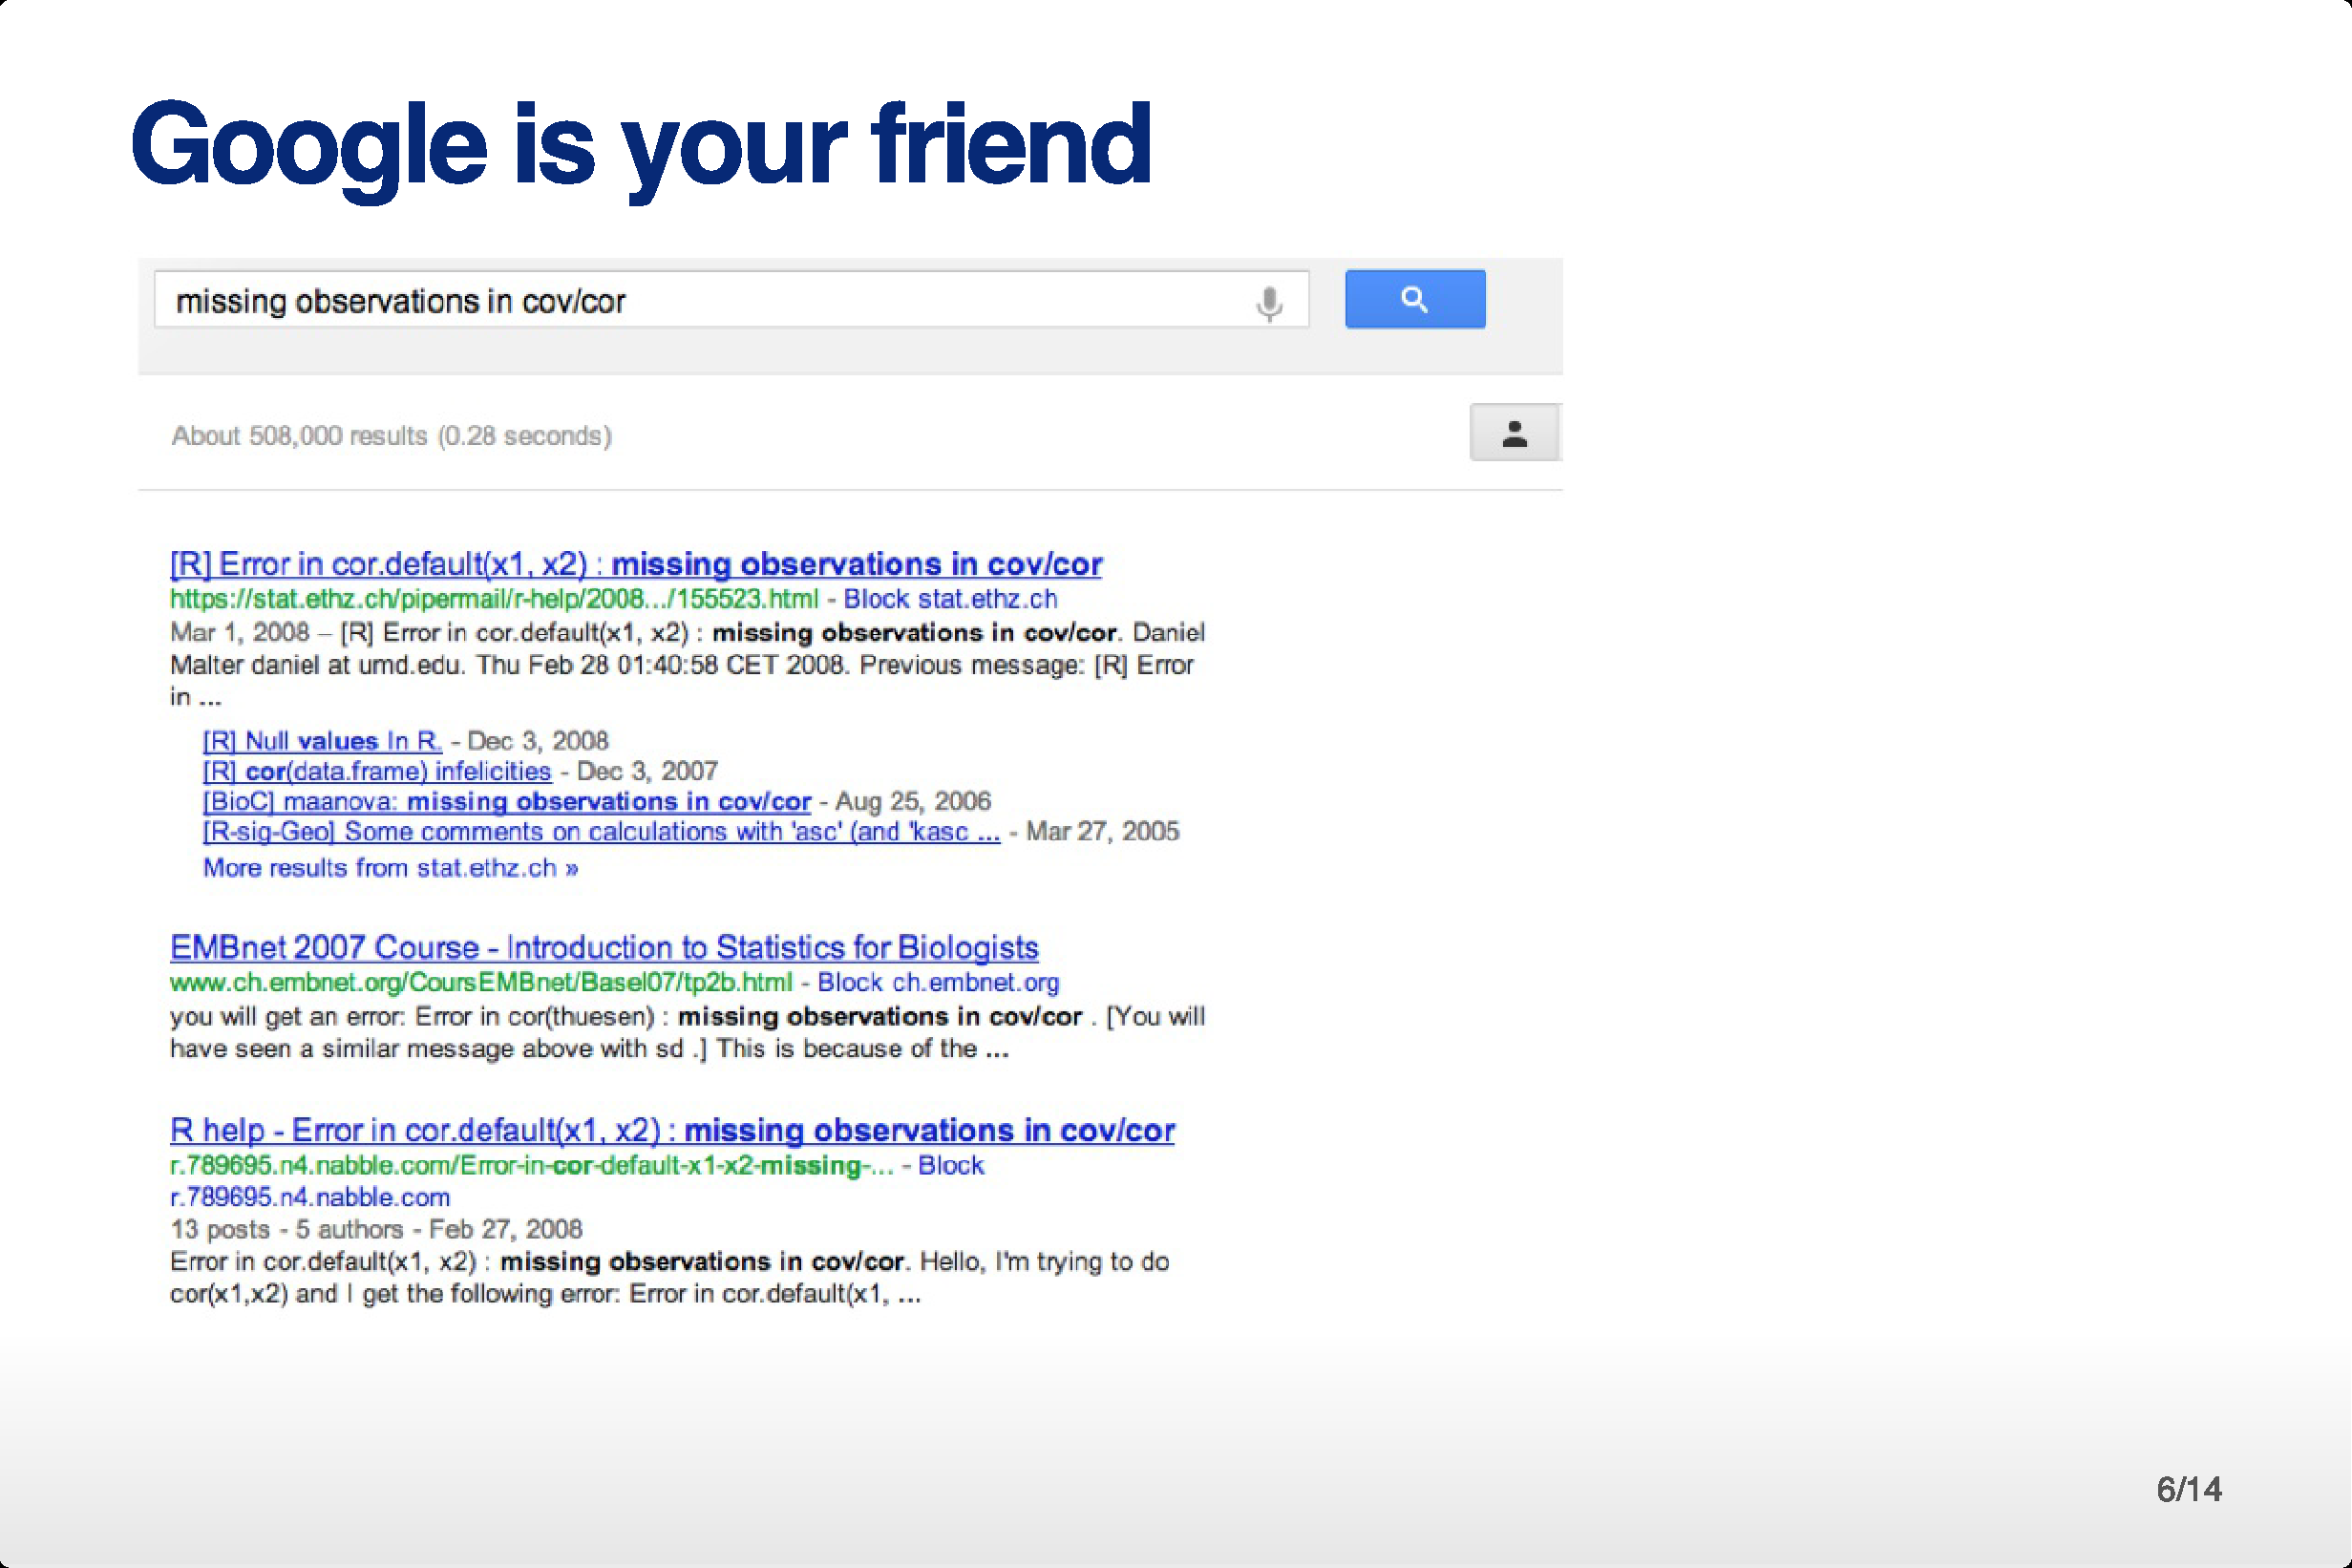 Google is your friend
missing observations in cov/cor
About 508,000 results (0.28 seconds)
[R] Error in cor.default(x1, x2) : missing observations in cov/cor
https://stat.ethz.ch/pipermail/r-help/2008.../155523.html - Block stat.ethz.ch
Mar 1, 2008 – [R] Error in cor.default(x1, x2) : missing observations in cov/cor. Daniel
Malter daniel at umd.edu. Thu Feb 28 01:40:58 CET 2008. Previous message: [R] Error
in ...
[R] Null values In R. - Dec 3, 2008
[R] cor(data.frame) infelicities - Dec 3, 2007
[BioC] maanova: missing observations in cov/cor - Aug 25, 2006
[R-sig-Geo] Some comments on calculations with 'asc' (and 'kasc ... - Mar 27, 2005
More results from stat.ethz.ch »
EMBnet 2007 Course - Introduction to Statistics for Biologists
www.ch.embnet.org/CoursEMBnet/Basel07/tp2b.html - Block ch.embnet.org
you will get an error: Error in cor(thuesen) : missing observations in cov/cor . [You will
have seen a similar message above with sd .] This is because of the ...
R help - Error in cor.default(x1, x2) : missing observations in cov/cor
r.789695.n4.nabble.com/Error-in-cor-default-x1-x2-missing-... - Block
r.789695.n4.nabble.com
13 posts - 5 authors - Feb 27, 2008
Error in cor.default(x1, x2) : missing observations in cov/cor. Hello, I'm trying to do
cor(x1,x2) and I get the following error: Error in cor.default(x1, ...
6/14